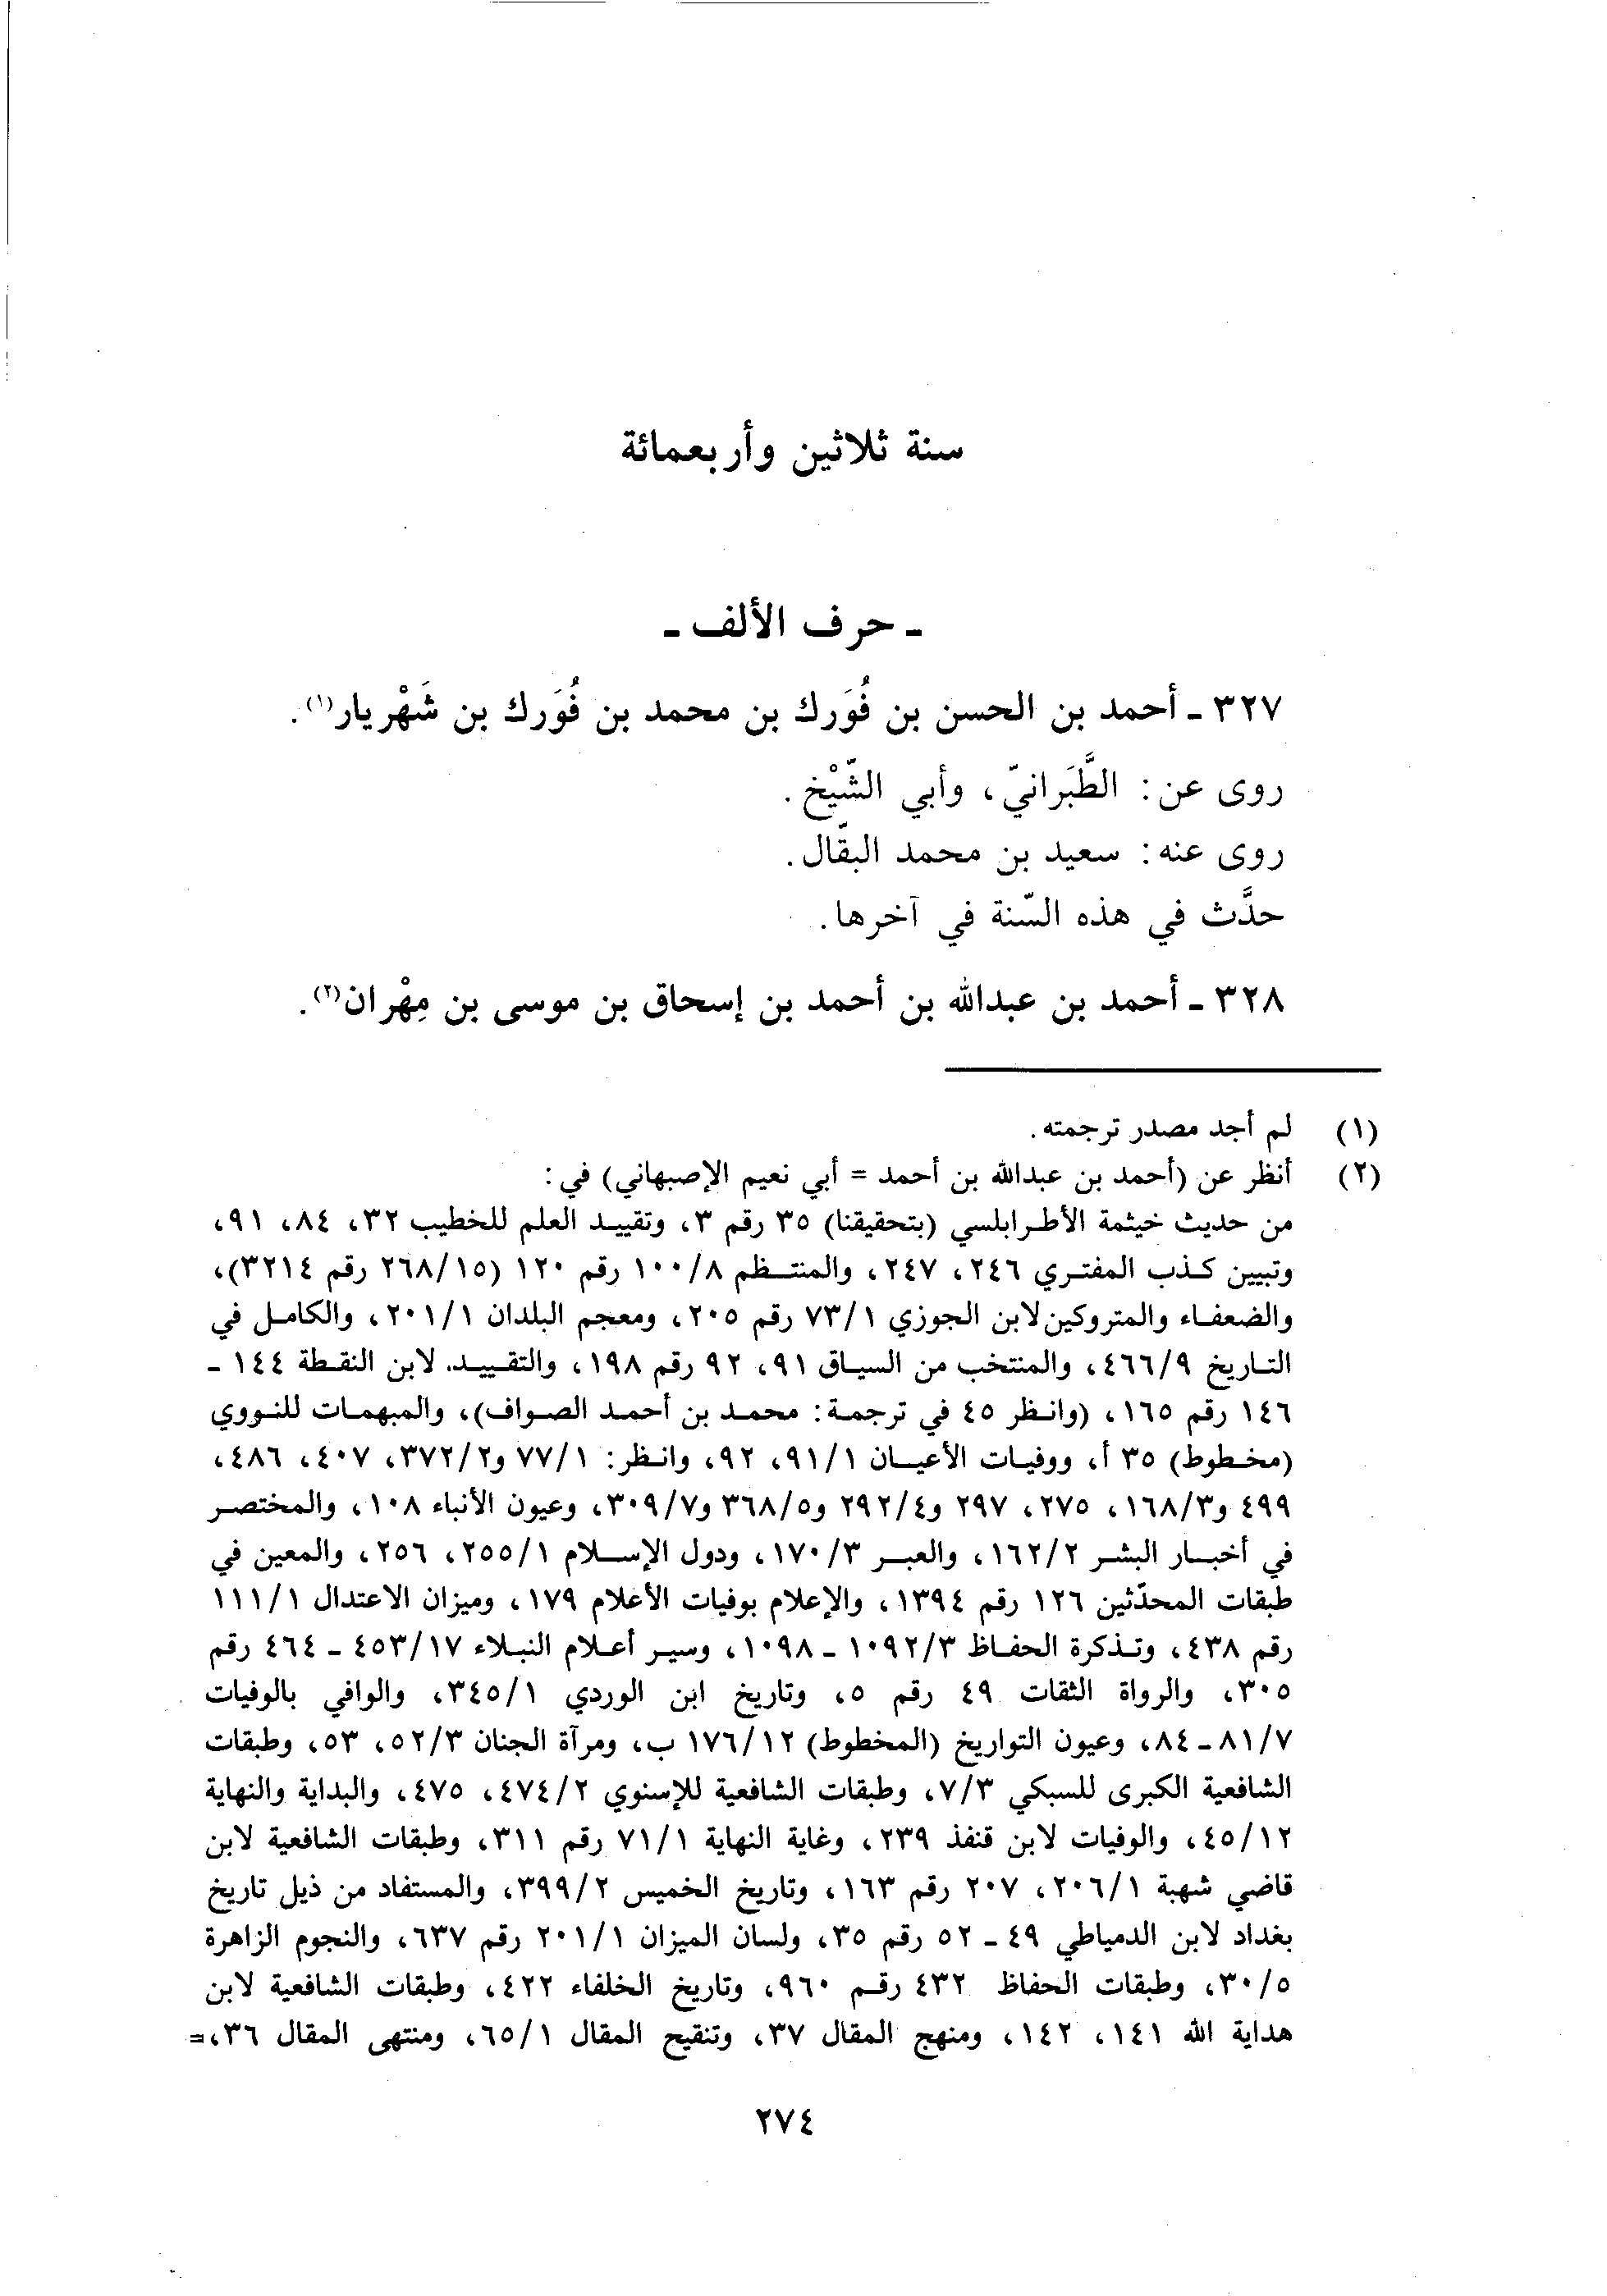 سنة ثلاثين وأربعمائة
ـ حرف الألف ـ
٣٢٧ ـ أحمد بن الحسن بن فُوَرك بن محمد بن فُوَرك بن شَهْريار(١).
روى عن: الطَّبَرانيّ، وأبي الشّيْخ.
روى عنه: سعيد بن محمد البقّال.
حدَّث في هذه السّنة في آخرها.
٣٢٨ ـ أحمد بن عبدالله بن أحمد بن إسحاق بن موسى بن مِهْران(٢).
(١) لم أجد مصدر ترجمته.
(٢) أنظر عن (أحمد بن عبدالله بن أحمد = أبي نعيم الإصبهاني) في:
من حديث خيثمة الأطرابلسي (بتحقيقنا) ٣٥ رقم ٣، وتقييد العلم للخطيب ٣٢، ٨٤، ٩١،
وتبيين كذب المفتري ٢٤٦، ٢٤٧، والمنتظم ١٠٠/٨ رقم ١٢٠ (٢٦٨/١٥ رقم ٣٢١٤)،
والضعفاء والمتروكين لابن الجوزي ٧٣/١ رقم ٢٠٥، ومعجم البلدان ٢٠١/١، والكامل في
التاريخ ٤٦٦/٩، والمنتخب من السياق ٩١، ٩٢ رقم ١٩٨، والتقييد. لابن النقطة ١٤٤ ـ
١٤٦ رقم ١٦٥، (وانظر ٤٥ في ترجمة: محمد بن أحمد الصواف)، والمبهمات للنووي
(مخطوط) ٣٥ أ، ووفيات الأعيان ٩١/١، ٩٢، وانظر: ٧٧/١ و٣٧٢/٢، ٤٠٧، ٤٨٦،
٤٩٩ و١٦٨/٣، ٢٧٥، ٢٩٧ و٢٩٢/٤ و٣٦٨/٥ و٣٠٩/٧، وعيون الأنباء ١٠٨، والمختصر
في أخبار البشر ١٦٢/٢، والعبر ١٧٠/٣، ودول الإسلام ٢٥٥/١، ٢٥٦، والمعين في
طبقات المحدّثين ١٢٦ رقم ١٣٩٤، والإعلام بوفيات الأعلام ١٧٩، وميزان الاعتدال ١١١/١
رقم ٤٣٨، وتذكرة الحفاظ ١٠٩٢/٣ ـ ١٠٩٨، وسير أعلام النبلاء ٤٥٣/١٧ ـ ٤٦٤ رقم
٣٠٥، والرواة الثقات ٤٩ رقم ٥، وتاريخ ابن الوردي ٣٤٥/١، والوافي بالوفيات
٨١/٧ ـ ٨٤، وعيون التواريخ (المخطوط) ١٧٦/١٢ ب، ومرآة الجنان ٥٢/٣، ٥٣، وطبقات
الشافعية الكبرى للسبكي ٧/٣، وطبقات الشافعية للإسنوي ٤٧٤/٢، ٤٧٥، والبداية والنهاية
٤٥/١٢، والوفيات لابن قنفذ ٢٣٩، وغاية النهاية ٧١/١ رقم ٣١١، وطبقات الشافعية لابن
قاضي شهبة ٢٠٦/١، ٢٠٧ رقم ١٦٣، وتاريخ الخميس ٣٩٩/٢، والمستفاد من ذيل تاريخ
بغداد لابن الدمياطي ٤٩ ـ ٥٢ رقم ٣٥، ولسان الميزان ٢٠١/١ رقم ٦٣٧، والنجوم الزاهرة
٣٠/٥، وطبقات الحفاظ ٤٣٢ رقم ٩٦٠، وتاريخ الخلفاء ٤٢٢، وطبقات الشافعية لابن
هداية الله ١٤١، ١٤٢، ومنهج المقال ٣٧، وتنقيح المقال ٦٥/١، ومنتهى المقال ٣٦، =
٢٧٤